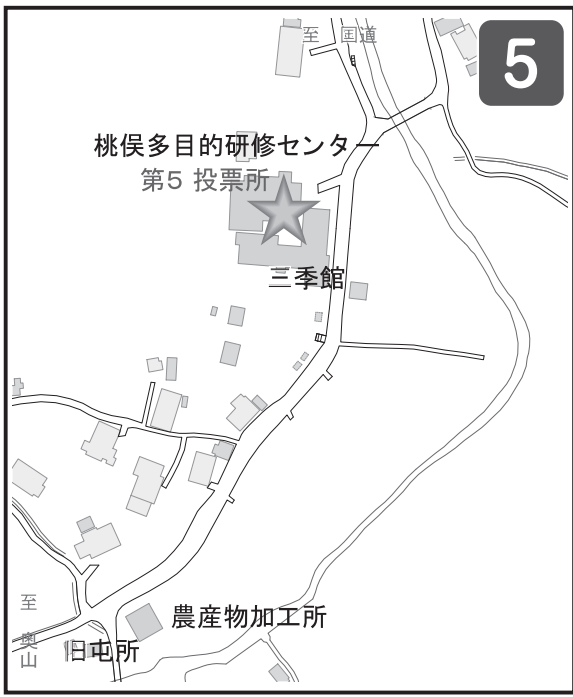 至 国道
5
桃俣多目的研修センター
第5 投票所
三季館
農産物加工所
至 奥山
旧屯所